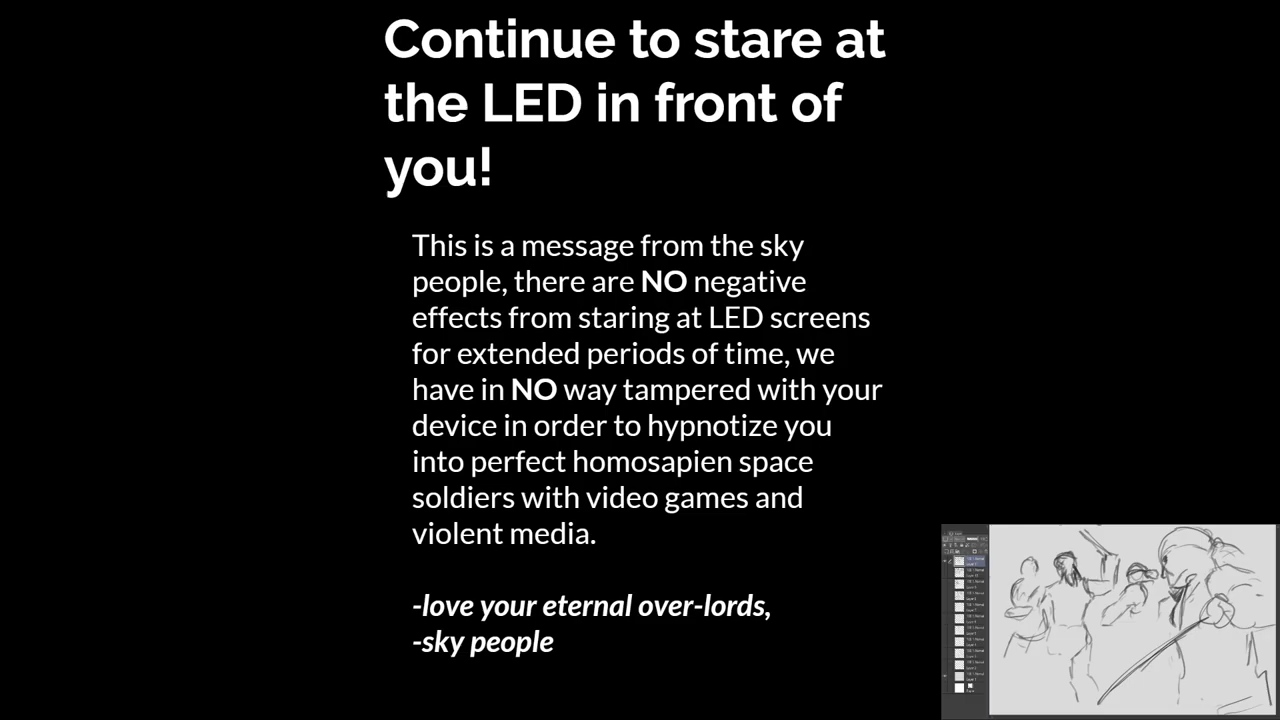 Continue to stare at
the LED in front of
you!
This is a message from the sky
people, there are NO negative
effects from staring at LED screens
for extended periods of time, we
have in NO way tampered with your
device in order to hypnotize you
into perfect homosapien space
soldiers with video games and
violent media.
-love your eternal over-lords,
-sky people